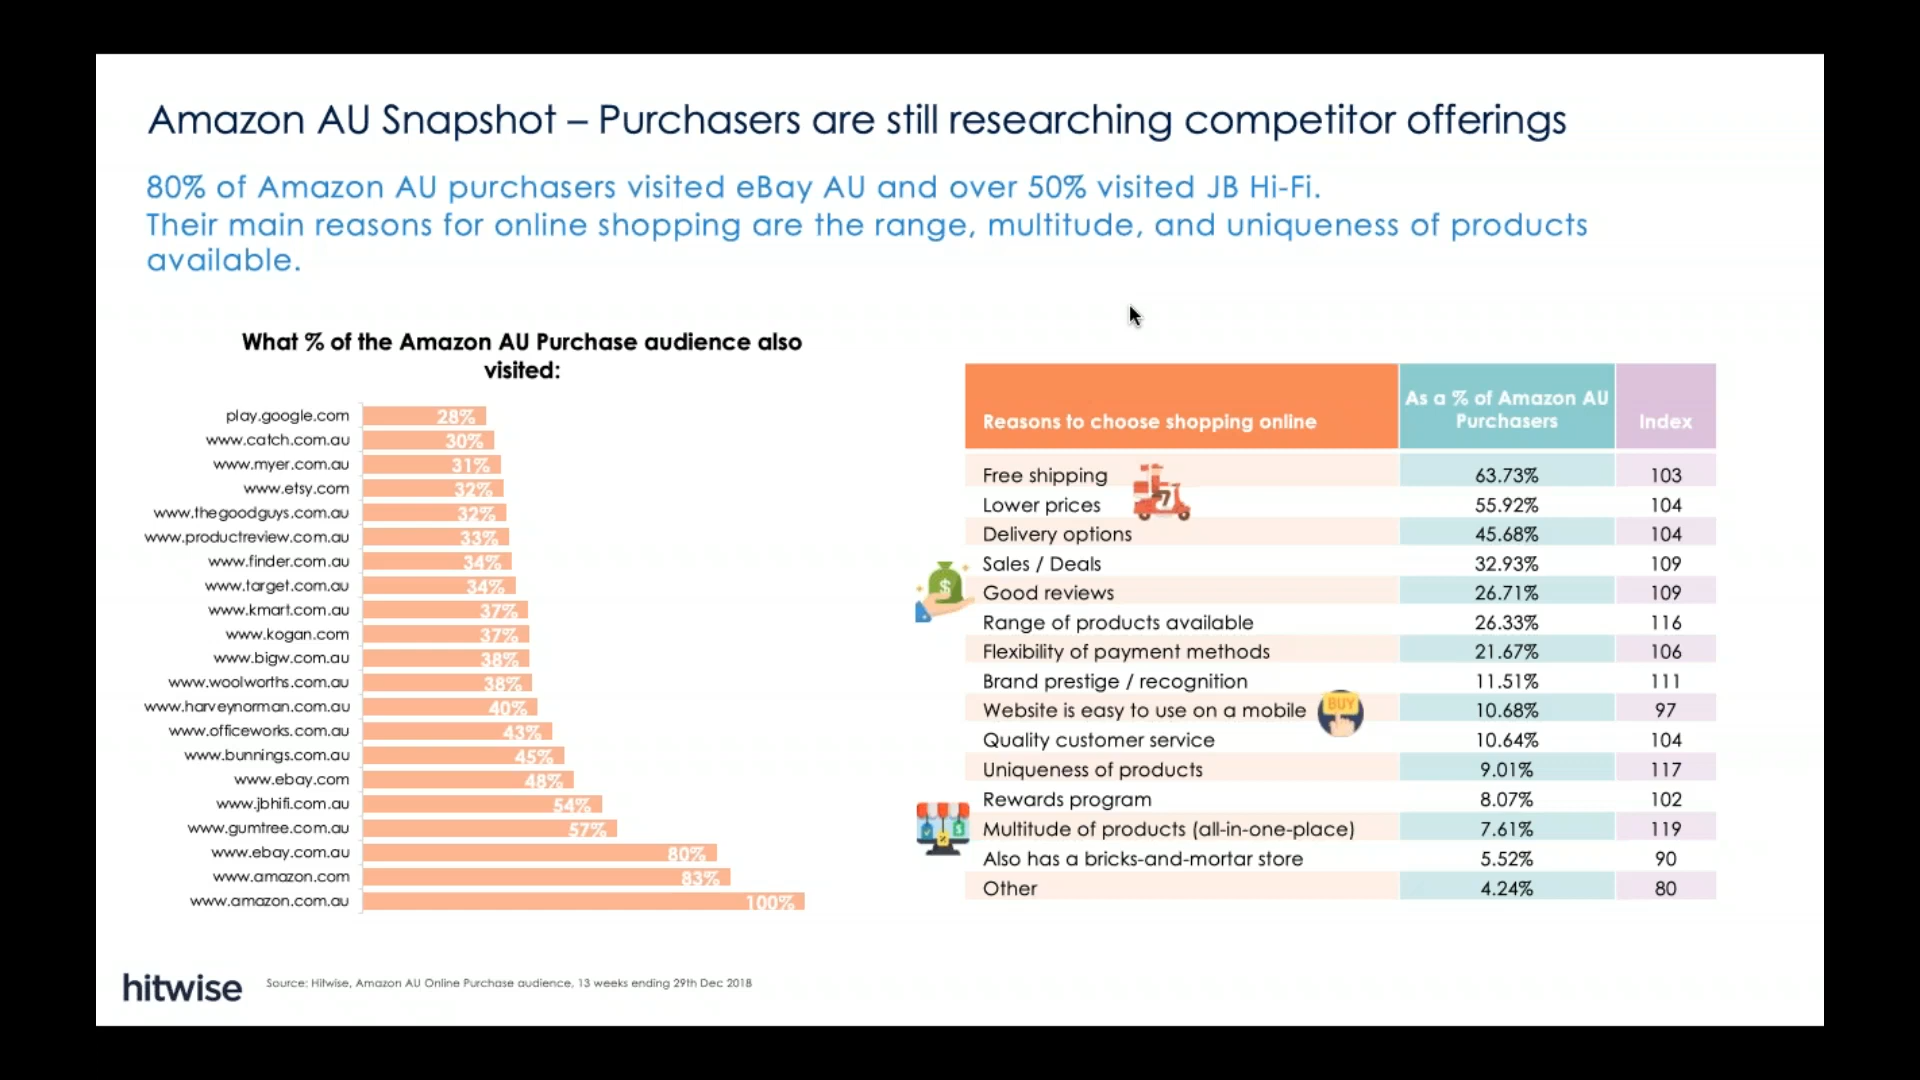 Amazon AU Snapshot – Purchasers are still researching competitor offerings
80% of Amazon AU purchasers visited eBay AU and over 50% visited JB Hi-Fi.
Their main reasons for online shopping are the range, multitude, and uniqueness of products
available.
What % of the Amazon AU Purchase audience also
visited:
play.google.com 28%
www.catch.com.au 30%
www.myer.com.au 31%
www.etsy.com 32%
www.thegoodguys.com.au 32%
www.productreview.com.au 33%
www.finder.com.au 34%
www.target.com.au 34%
www.kmart.com.au 37%
www.kogan.com 37%
www.bigw.com.au 38%
www.woolworths.com.au 38%
www.harveynorman.com.au 40%
www.officeworks.com.au 43%
www.bunnings.com.au 45%
www.ebay.com 48%
www.jbhifi.com.au 54%
www.gumtree.com.au 57%
www.ebay.com.au 80%
www.amazon.com 83%
www.amazon.com.au 100%
Reasons to choose shopping online
As a % of Amazon AU
Purchasers
Index
Free shipping 63.73% 103
Lower prices 55.92% 104
Delivery options 45.68% 104
Sales / Deals 32.93% 109
Good reviews 26.71% 109
Range of products available 26.33% 116
Flexibility of payment methods 21.67% 106
Brand prestige / recognition 11.51% 111
Website is easy to use on a mobile BUY 10.68% 97
Quality customer service 10.64% 104
Uniqueness of products 9.01% 117
Rewards program 8.07% 102
Multitude of products (all-in-one-place) 7.61% 119
Also has a bricks-and-mortar store 5.52% 90
Other 4.24% 80
hitwise
Source: Hitwise, Amazon AU Online Purchase audience, 13 weeks ending 29th Dec 2018